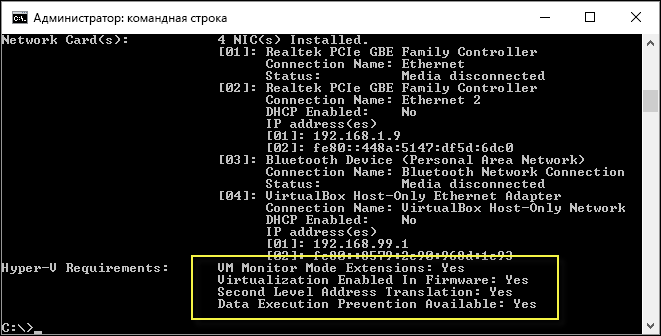 Администратор: командная строка
Network Card(s): 4 NIC(s) Installed.
[01]: Realtek PCIe GBE Family Controller
Connection Name: Ethernet
Status: Media disconnected
[02]: Realtek PCIe GBE Family Controller
Connection Name: Ethernet 2
DHCP Enabled: No
IP address(es)
[01]: 192.168.1.9
[02]: fe80::448a:5147:df5d:6dc0
[03]: Bluetooth Device (Personal Area Network)
Connection Name: Bluetooth Network Connection
Status: Media disconnected
[04]: VirtualBox Host-Only Ethernet Adapter
Connection Name: VirtualBox Host-Only Network
DHCP Enabled: No
IP address(es)
[01]: 192.168.99.1
[02]:
Hyper-V Requirements: VM Monitor Mode Extensions: Yes
Virtualization Enabled In Firmware: Yes
Second Level Address Translation: Yes
Data Execution Prevention Available: Yes
C:\>_